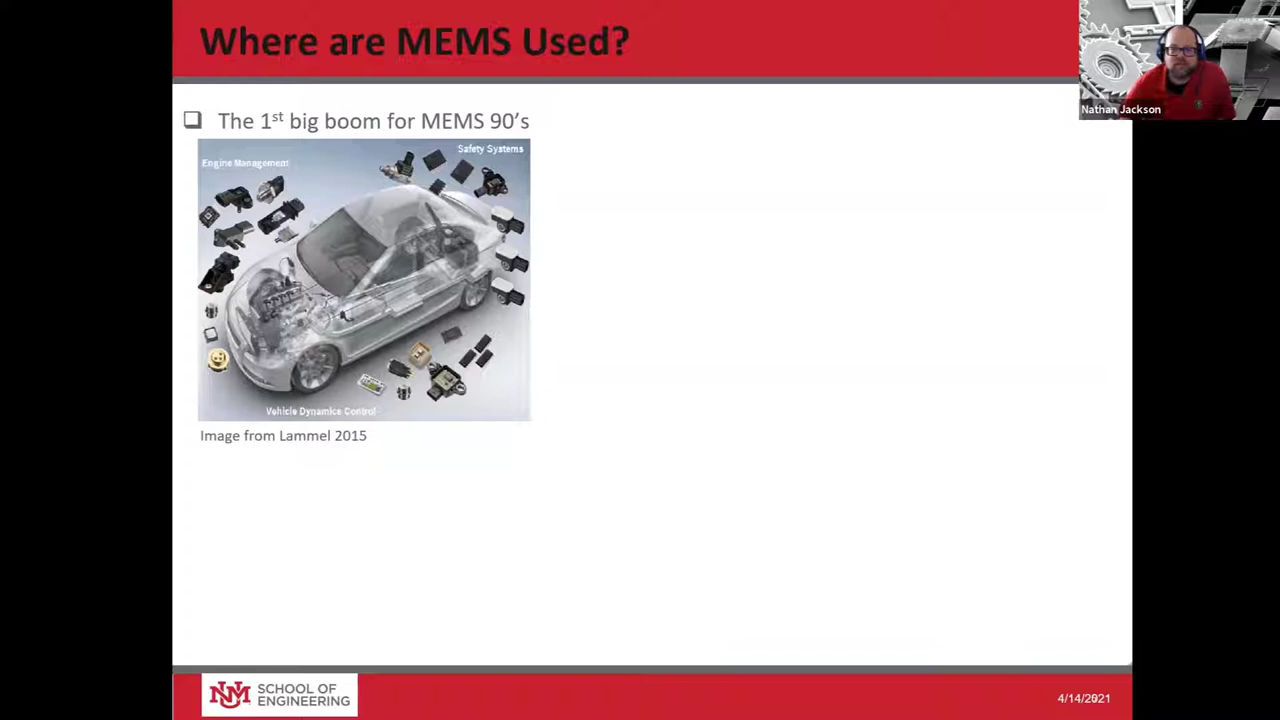 Where are MEMS Used?
Nathan Jackson
❑ The 1st big boom for MEMS 90's
Safety Systems
Engine Management
Vehicle Dynamics Control
Image from Lammel 2015
UNM SCHOOL OF
ENGINEERING
4/14/2021